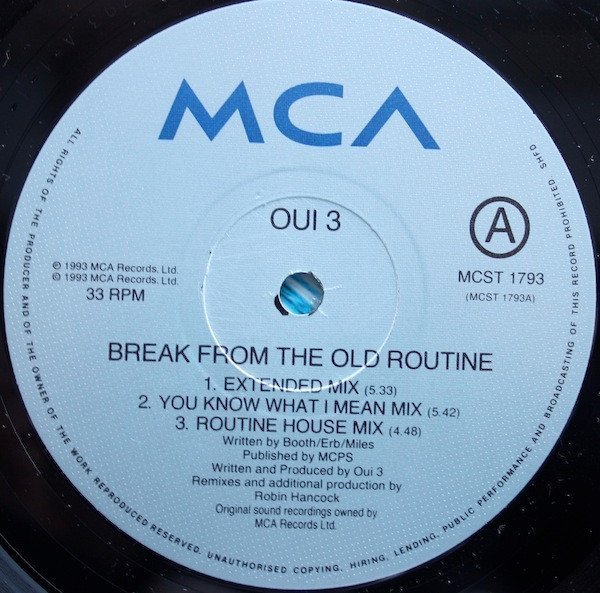 MCA
OUI 3
A
℗ 1993 MCA Records. Ltd.
© 1993 MCA Records. Ltd.
33 RPM
MCST 1793
(MCST 1793A)
BREAK FROM THE OLD ROUTINE
1. EXTENDED MIX (5.33)
2. YOU KNOW WHAT I MEAN MIX (5.42)
3. ROUTINE HOUSE MIX (4.48)
Written by Booth/Erb/Miles
Published by MCPS
Written and Produced by Oui 3
Remixes and additional production by
Robin Hancock
Original sound recordings owned by
MCA Records Ltd.
ALL RIGHTS OF THE PRODUCER AND OF THE OWNER OF THE WORK REPRODUCED RESERVED. UNAUTHORISED COPYING, HIRING, LENDING, PUBLIC PERFORMANCE AND BROADCASTING OF THIS RECORD PROHIBITED SHFD